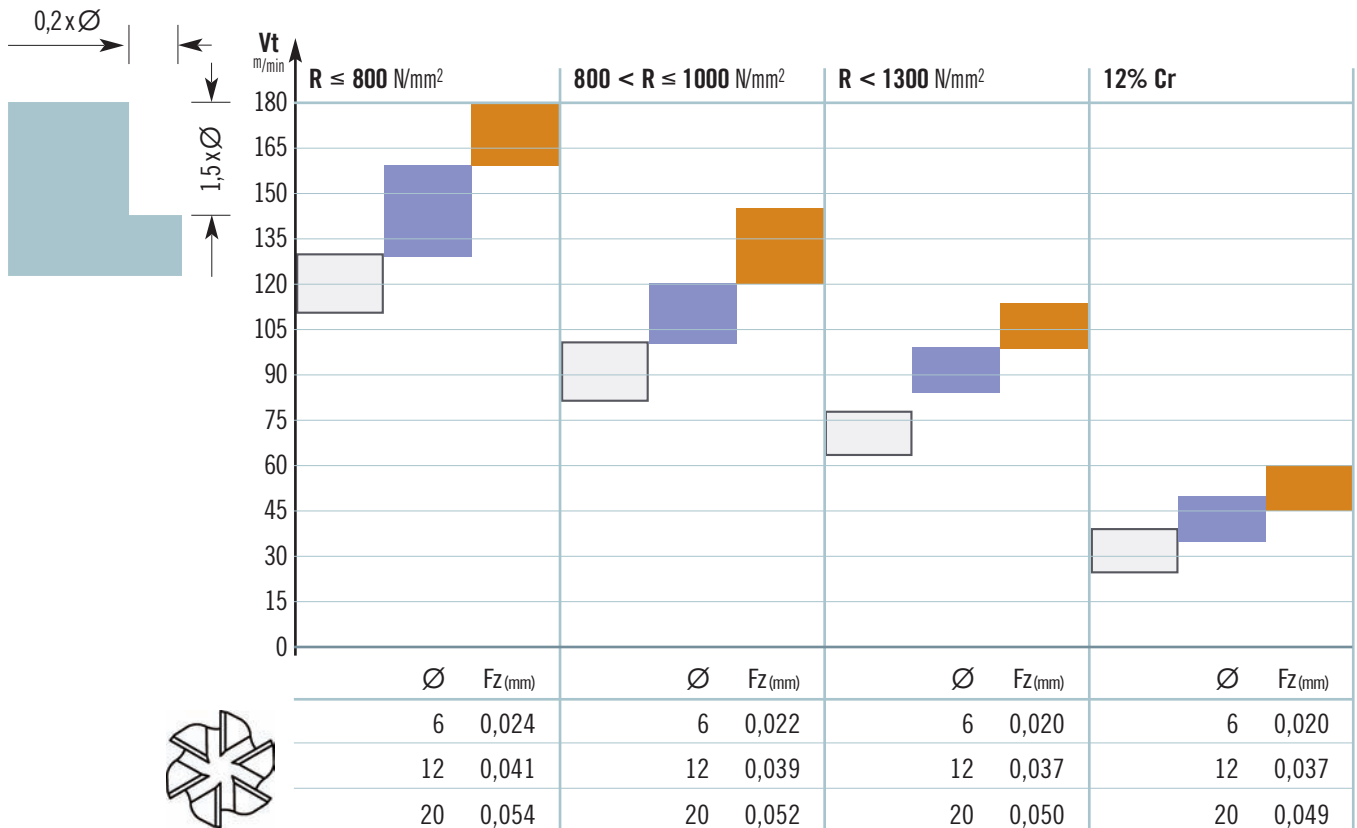 0,2 x Ø
1,5 x Ø
Vt
m/min
R ≤ 800 N/mm² 800 < R ≤ 1000 N/mm² R < 1300 N/mm² 12% Cr
180
165
150
135
120
105
90
75
60
45
30
15
0
Ø Fz (mm) Ø Fz (mm) Ø Fz (mm) Ø Fz (mm)
6 0,024 6 0,022 6 0,020 6 0,020
12 0,041 12 0,039 12 0,037 12 0,037
20 0,054 20 0,052 20 0,050 20 0,049